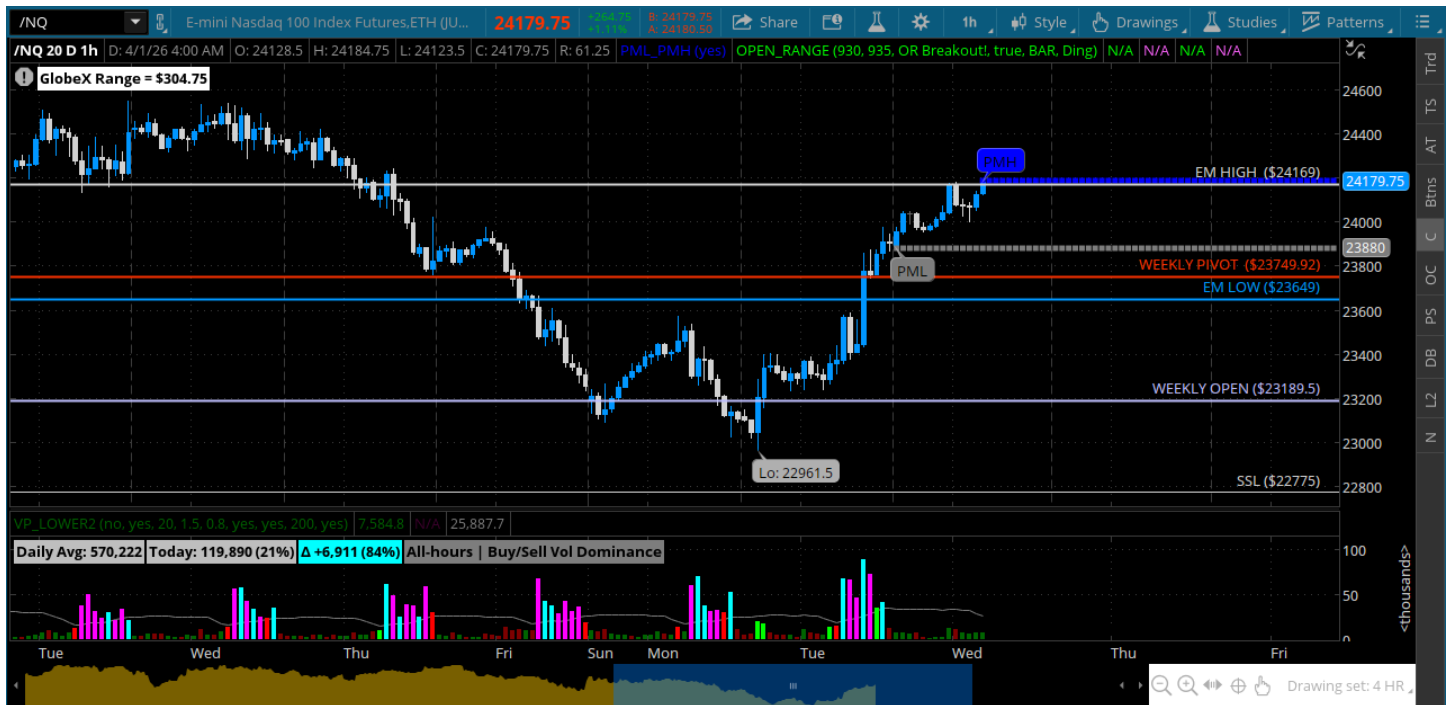 /NQ E-mini Nasdaq 100 Index Futures,ETH (JU... 24179.75 +264.75 +1.11% B: 24179.75 A: 24180.50 Share 1h Style Drawings Studies Patterns
/NQ 20 D 1h D: 4/1/26 4:00 AM O: 24128.5 H: 24184.75 L: 24123.5 C: 24179.75 R: 61.25 PML_PMH (yes) OPEN_RANGE (930, 935, OR Breakout!, true, BAR, Ding) N/A N/A N/A N/A
GlobeX Range = $304.75
24600
24400
PMH
EM HIGH ($24169)
24179.75
24000
23880
PML
WEEKLY PIVOT ($23749.92)
23800
EM LOW ($23649)
23600
23400
WEEKLY OPEN ($23189.5)
23200
23000
Lo: 22961.5
SSL ($22775)
22800
VP_LOWER2 (no, yes, 20, 1.5, 0.8, yes, yes, 200, yes) 7,584.8 N/A 25,887.7
Daily Avg: 570,222 Today: 119,890 (21%) Δ +6,911 (84%) All-hours | Buy/Sell Vol Dominance
100
50
0
<thousands>
Tue Wed Thu Fri Sun Mon Tue Wed Thu Fri
Drawing set: 4 HR
Trd
TS
AT
Btns
C
OC
PS
DB
L2
N